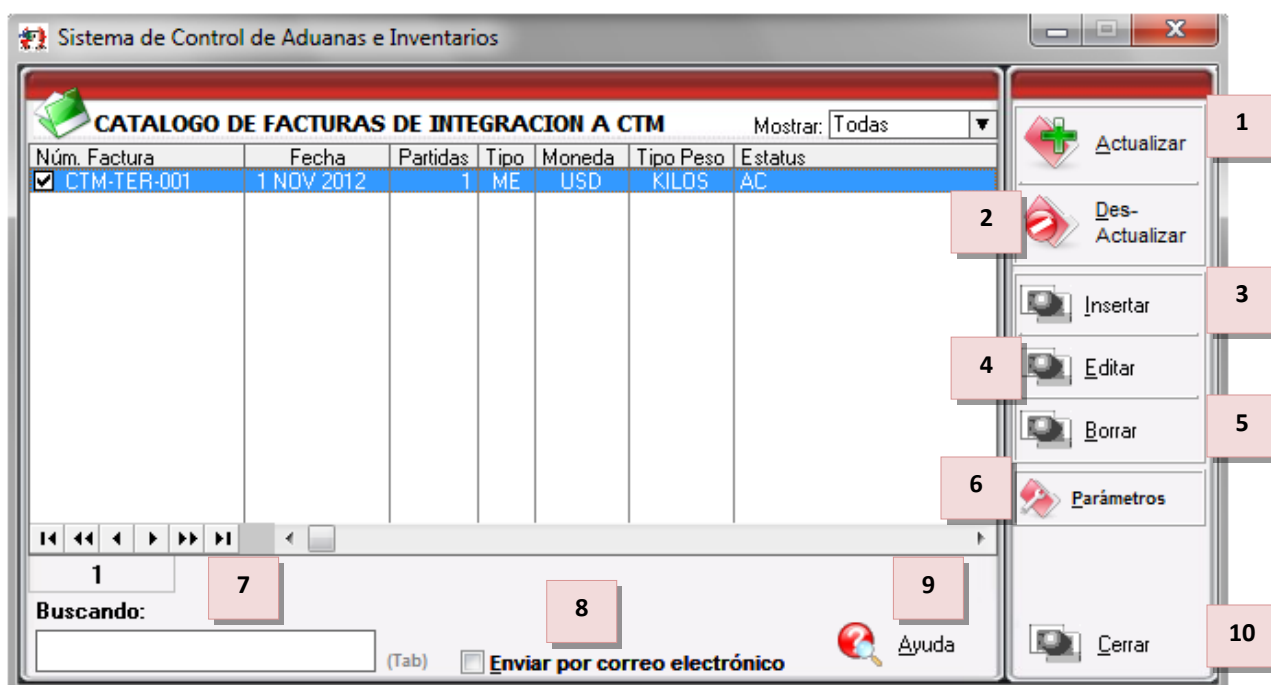 Sistema de Control de Aduanas e Inventarios
CATALOGO DE FACTURAS DE INTEGRACION A CTM
Mostrar: Todas
Núm. Factura Fecha Partidas Tipo Moneda Tipo Peso Estatus
CTM-TER-001 1 NOV 2012 1 ME USD KILOS AC
1
Actualizar
2
Des-
Actualizar
3
Insertar
4
Editar
5
Borrar
6
Parámetros
1
7
Buscando:
(Tab)
8
Enviar por correo electrónico
9
Ayuda
10
Cerrar